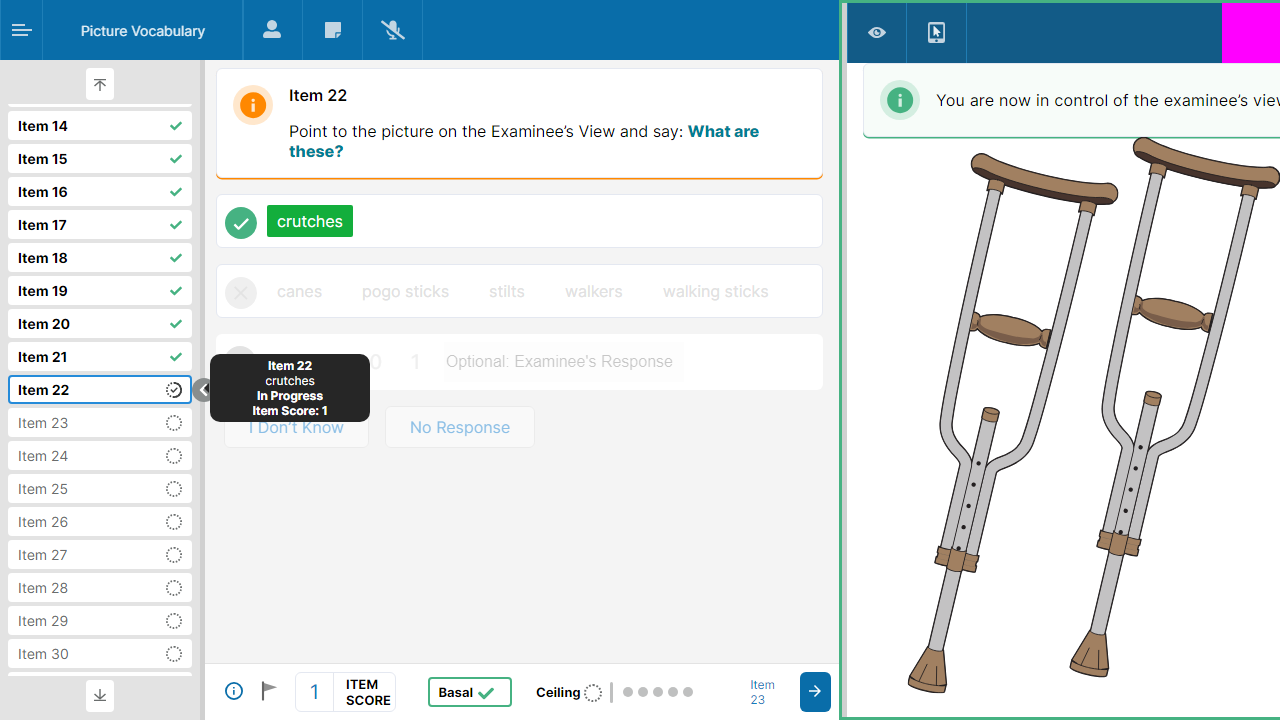 Picture Vocabulary
Item 14
Item 15
Item 16
Item 17
Item 18
Item 19
Item 20
Item 21
Item 22
Item 23
Item 24
Item 25
Item 26
Item 27
Item 28
Item 29
Item 30
Item 22
Point to the picture on the Examinee's View and say: What are
these?
crutches
canes pogo sticks stilts walkers walking sticks
0 1 Optional: Examinee's Response
Item 22
crutches
In Progress
Item Score: 1
I Don't Know No Response
1 ITEM
SCORE
Basal
Ceiling
Item
23
You are now in control of the examinee's